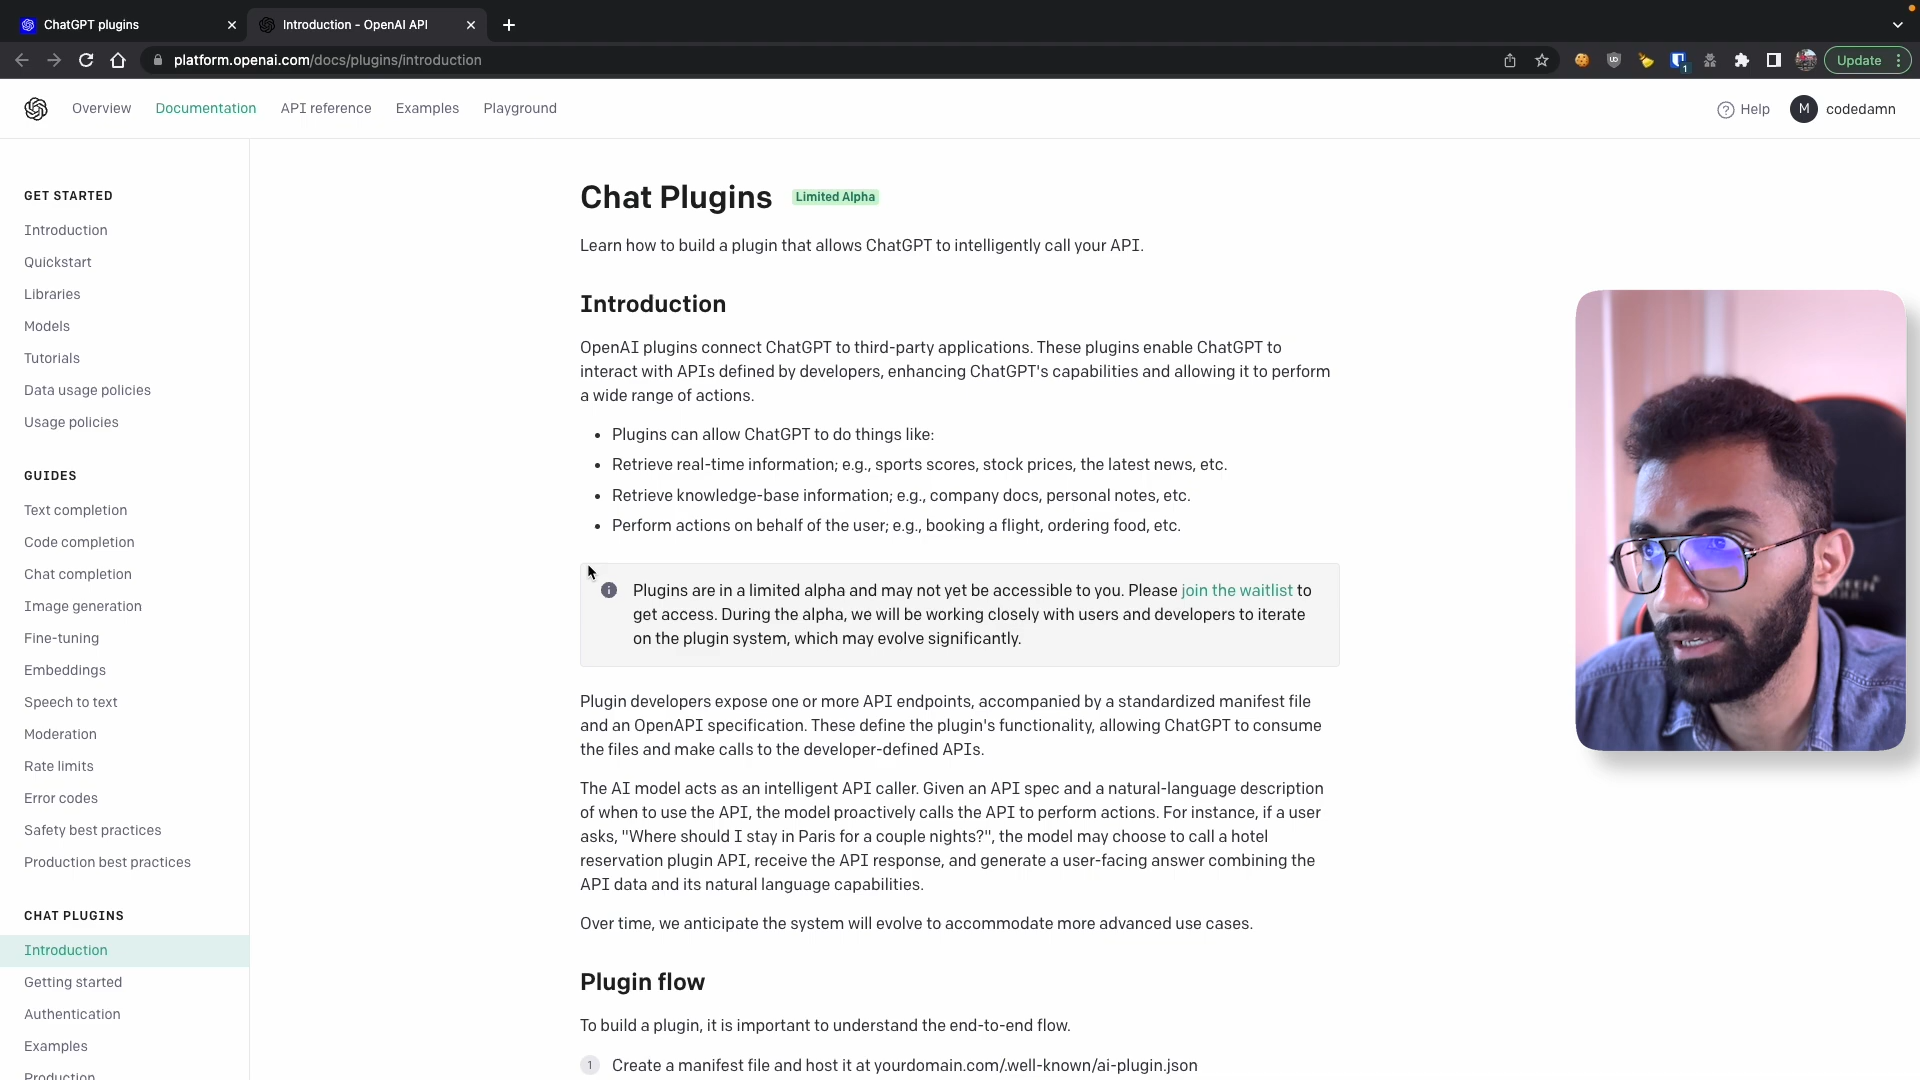 ChatGPT plugins
Introduction - OpenAI API
platform.openai.com/docs/plugins/introduction
1
Update
Overview
Documentation
API reference
Examples
Playground
Help
M
codedamn
GET STARTED
Introduction
Quickstart
Libraries
Models
Tutorials
Data usage policies
Usage policies
GUIDES
Text completion
Code completion
Chat completion
Image generation
Fine-tuning
Embeddings
Speech to text
Moderation
Rate limits
Error codes
Safety best practices
Production best practices
CHAT PLUGINS
Introduction
Getting started
Authentication
Examples
Production
Chat Plugins
Limited Alpha
Learn how to build a plugin that allows ChatGPT to intelligently call your API.
Introduction
OpenAI plugins connect ChatGPT to third-party applications. These plugins enable ChatGPT to
interact with APIs defined by developers, enhancing ChatGPT's capabilities and allowing it to perform
a wide range of actions.
• Plugins can allow ChatGPT to do things like:
• Retrieve real-time information; e.g., sports scores, stock prices, the latest news, etc.
• Retrieve knowledge-base information; e.g., company docs, personal notes, etc.
• Perform actions on behalf of the user; e.g., booking a flight, ordering food, etc.
Plugins are in a limited alpha and may not yet be accessible to you. Please join the waitlist to
get access. During the alpha, we will be working closely with users and developers to iterate
on the plugin system, which may evolve significantly.
Plugin developers expose one or more API endpoints, accompanied by a standardized manifest file
and an OpenAPI specification. These define the plugin's functionality, allowing ChatGPT to consume
the files and make calls to the developer-defined APIs.
The AI model acts as an intelligent API caller. Given an API spec and a natural-language description
of when to use the API, the model proactively calls the API to perform actions. For instance, if a user
asks, "Where should I stay in Paris for a couple nights?", the model may choose to call a hotel
reservation plugin API, receive the API response, and generate a user-facing answer combining the
API data and its natural language capabilities.
Over time, we anticipate the system will evolve to accommodate more advanced use cases.
Plugin flow
To build a plugin, it is important to understand the end-to-end flow.
1 Create a manifest file and host it at yourdomain.com/.well-known/ai-plugin.json